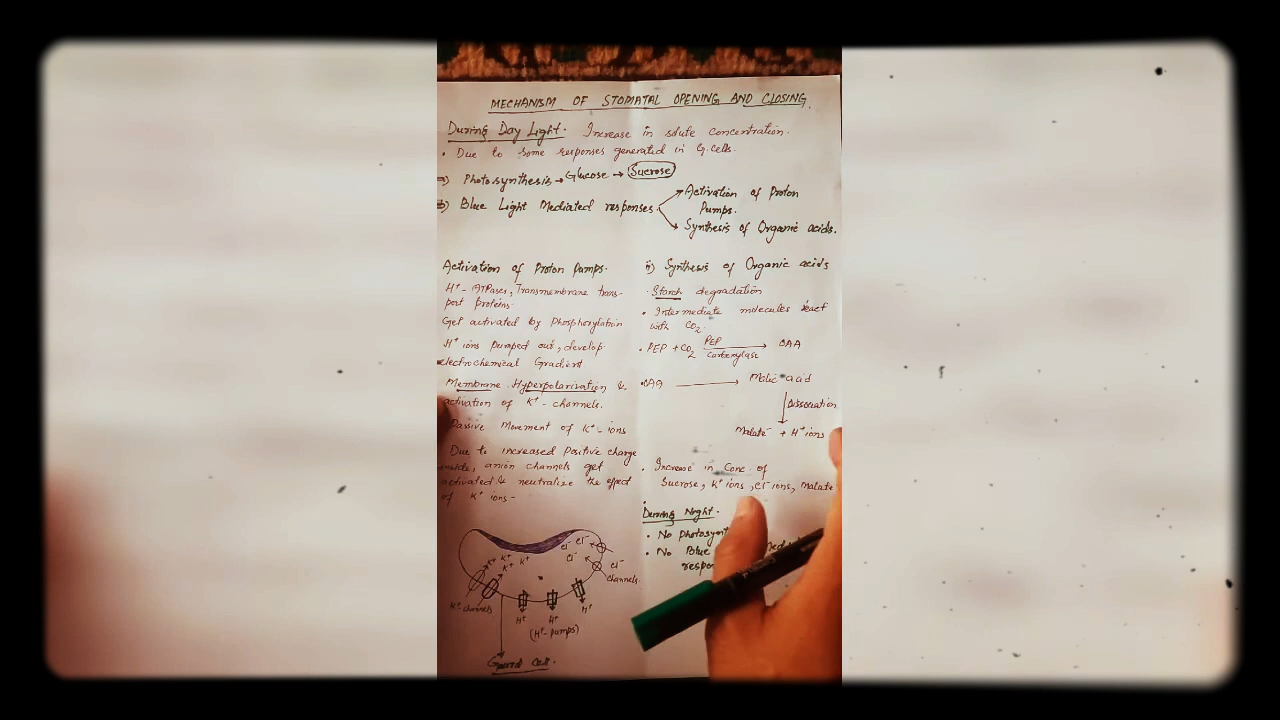 MECHANISM OF STOMATAL OPENING AND CLOSING.
During Day Light. Increase in solute concentration.
• Due to some responses generated in G.Cells.
a) Photosynthesis → Glucose → Sucrose
b) Blue Light Mediated responses.
Activation of Proton
Pumps.
Synthesis of Organic acids.
Activation of Proton Pumps.
H⁺- ATPases, Transmembrane trans-
port Proteins.
Get activated by Phosphorylation
H⁺ ions Pumped out, develop
electrochemical Gradient
Membrane Hyperpolarization &
activation of K⁺- channels.
Passive Movement of K⁺- ions
Due to increased Positive charge
inside, anion channels get
activated & neutralize the effect
of K⁺ ions-
K⁺ K⁺ K⁺
K⁺ K⁺
Cl⁻ Cl⁻
Cl⁻
Cl⁻
channels.
K⁺ channels
H⁺ H⁺ H⁺
(H⁺- Pumps)
Guard Cell.
ii) Synthesis of Organic acids
• Starch degradation
• Intermediate molecules react
with CO₂
• PEP + CO₂ PEP carboxylase → OAA
• OAA → Malic acid
↓ Dissociation
Malate⁻ + H⁺ ions
• Increase in Conc. of
Sucrose, K⁺ ions, Cl⁻ ions, Malate
During Night.
• No
• No Blue